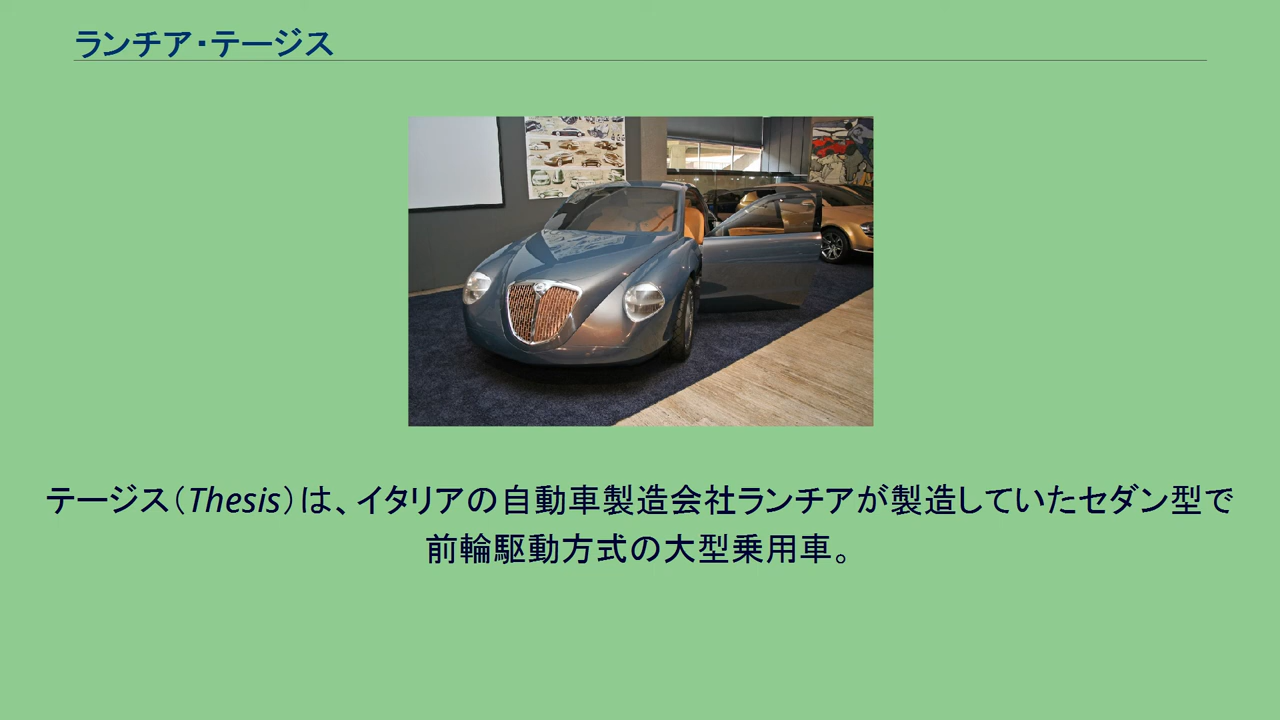 ランチア・テージス
テージス(Thesis)は、イタリアの自動車製造会社ランチアが製造していたセダン型で
前輪駆動方式の大型乗用車。